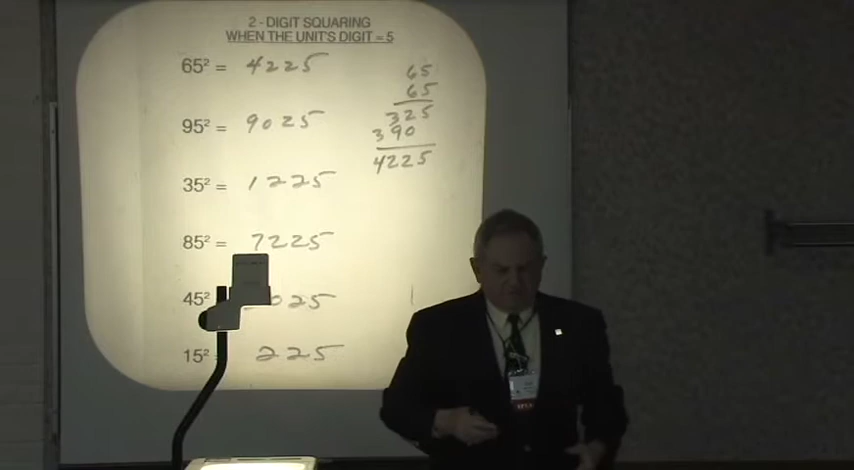 2 - DIGIT SQUARING
WHEN THE UNIT'S DIGIT = 5
65² = 4225
95² = 9025
35² = 1225
85² = 7225
45² 025
15² 225
65
65
325
390
4225